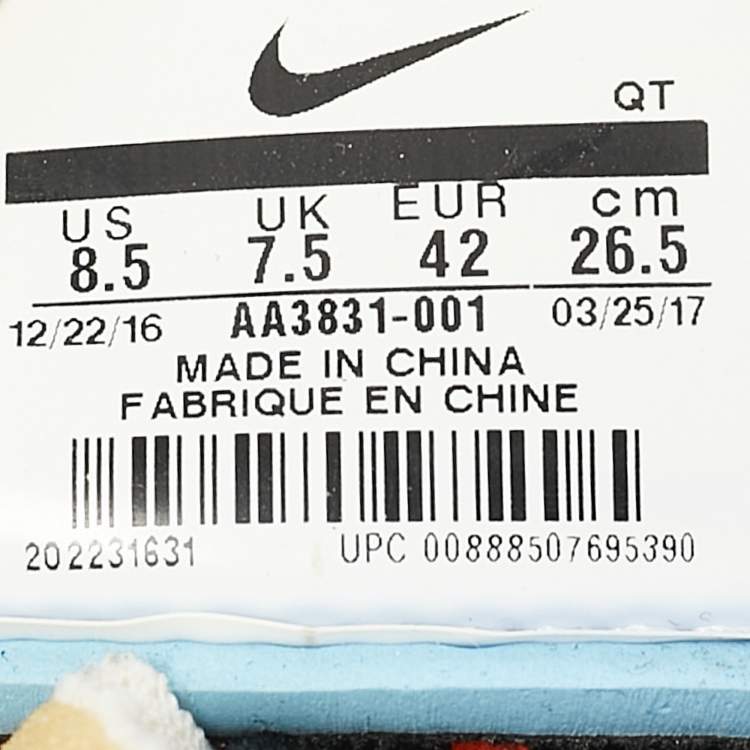 QT
US UK EUR cm
8.5 7.5 42 26.5
12/22/16 AA3831-001 03/25/17
MADE IN CHINA
FABRIQUE EN CHINE
202231631 UPC 00888507695390